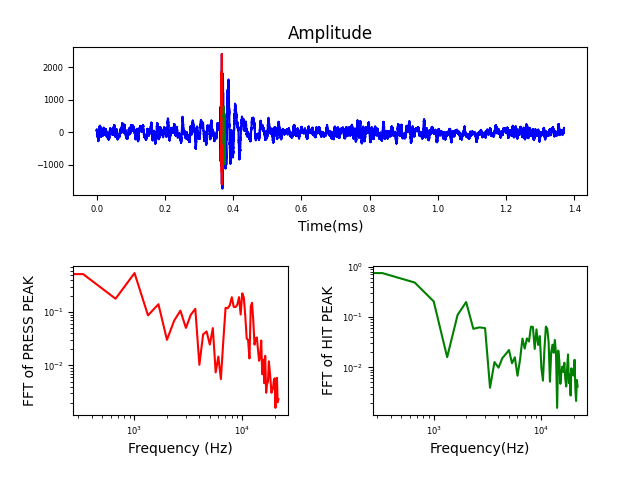 Amplitude
2000
1000
0
−1000
0.0 0.2 0.4 0.6 0.8 1.0 1.2 1.4
Time(ms)
FFT of PRESS PEAK
10⁻¹
10⁻²
10³ 10⁴
Frequency (Hz)
FFT of HIT PEAK
10⁰
10⁻¹
10⁻²
10³ 10⁴
Frequency(Hz)